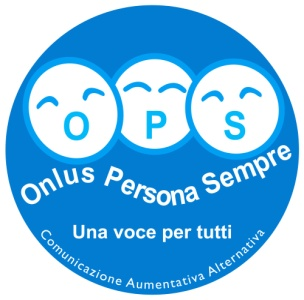 O P S
Onlus Persona Sempre
Una voce per tutti
Comunicazione Aumentativa Alternativa